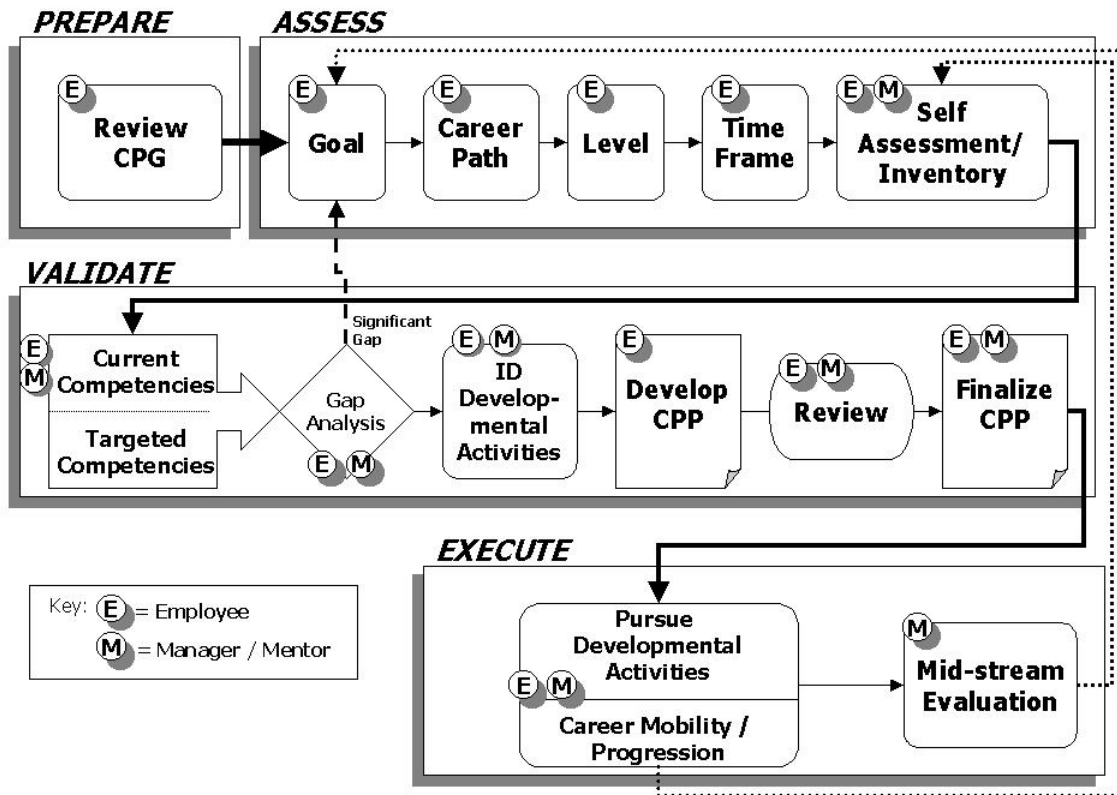 PREPARE
ASSESS
E
Review
CPG
E
Goal
E
Career
Path
E
Level
E
Time
Frame
E M
Self
Assessment/
Inventory
VALIDATE
E
M
Current
Competencies
Targeted
Competencies
Significant
Gap
Gap
Analysis
E M
E M
ID
Develop-
mental
Activities
E
Develop
CPP
E M
Review
E M
Finalize
CPP
EXECUTE
Pursue
Developmental
Activities
E M
Career Mobility /
Progression
M
Mid-stream
Evaluation
Key: E = Employee
M = Manager / Mentor